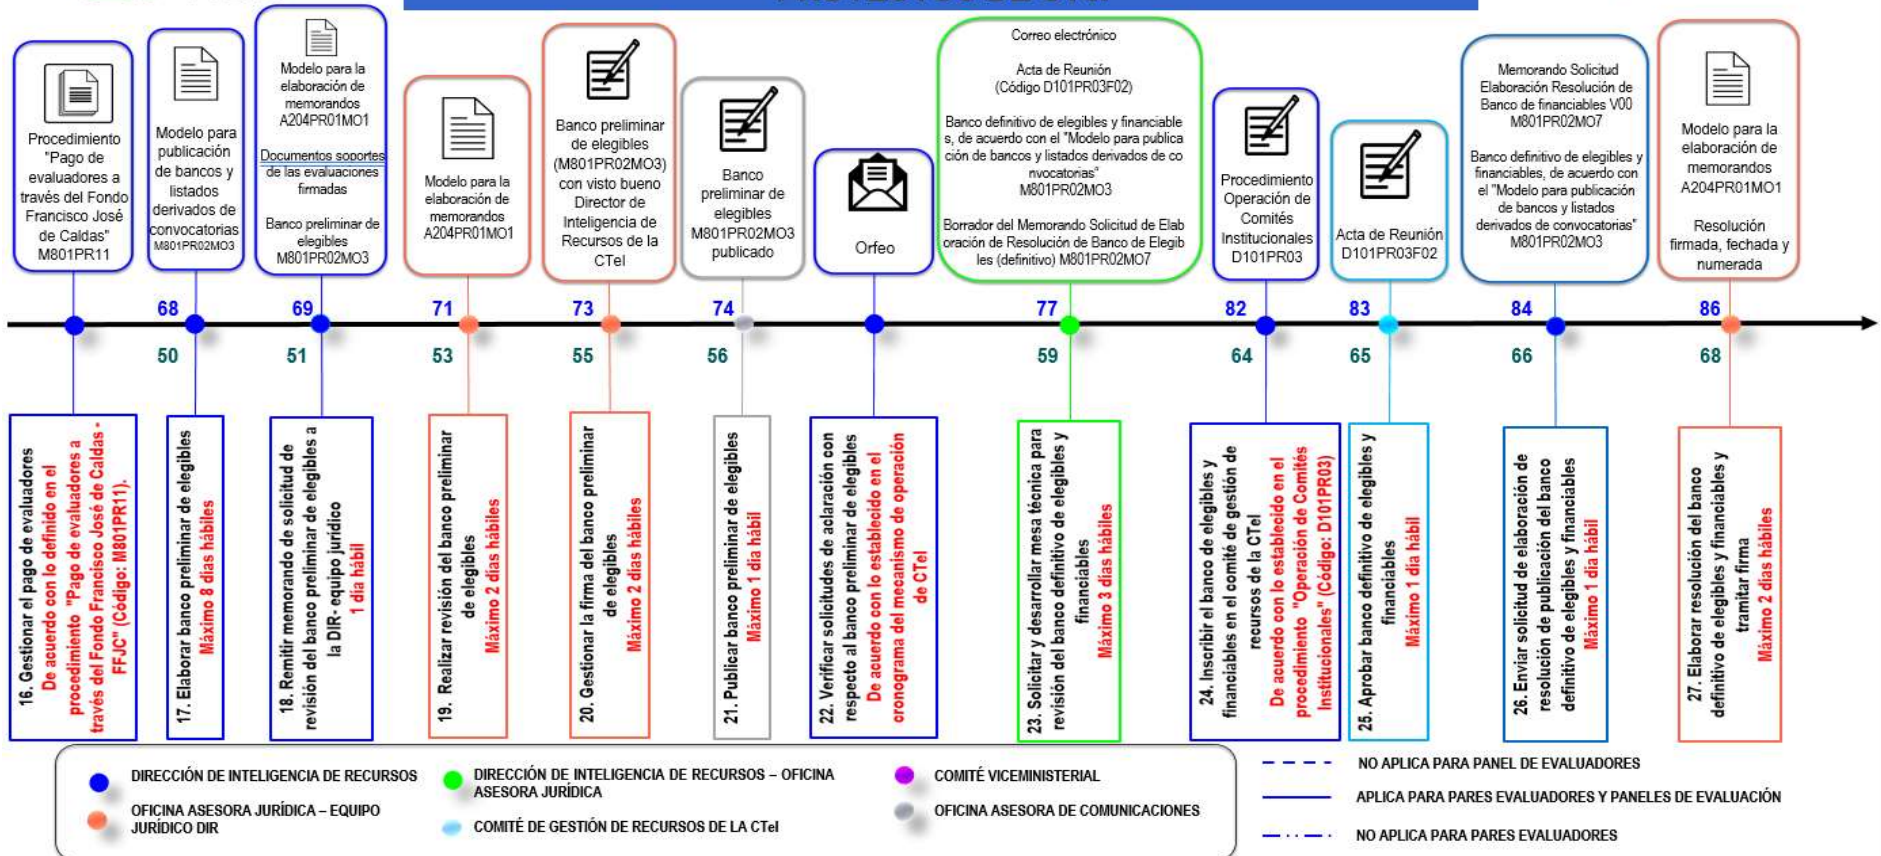 Procedimiento
"Pago de
evaluadores a
través del Fondo
Francisco José
de Caldas"
M801PR11
Modelo para
publicación
de bancos y
listados
derivados de
convocatorias
M801PR02MO3
Modelo para la
elaboración de
memorandos
A204PR01MO1
Documentos soportes
de las evaluaciones
firmadas
Banco preliminar de
elegibles
M801PR02MO3
Modelo para la
elaboración de
memorandos
A204PR01MO1
Banco preliminar
de elegibles
(M801PR02MO3)
con visto bueno
Director de
Inteligencia de
Recursos de la
CTeI
Banco
preliminar de
elegibles
M801PR02MO3
publicado
Orfeo
Correo electrónico
Acta de Reunión
(Código D101PR03F02)
Banco definitivo de elegibles y financiable
s, de acuerdo con el "Modelo para publica
ción de bancos y listados derivados de co
nvocatorias"
M801PR02MO3
Borrador del Memorando Solicitud de Elab
oración de Resolución de Banco de Elegib
les (definitivo) M801PR02MO7
Procedimiento
Operación de
Comités
Institucionales
D101PR03
Acta de Reunión
D101PR03F02
Memorando Solicitud
Elaboración Resolución de
Banco de financiables V00
M801PR02MO7
Banco definitivo de elegibles y
financiables, de acuerdo con
el "Modelo para publicación
de bancos y listados
derivados de convocatorias"
M801PR02MO3
Modelo para la
elaboración de
memorandos
A204PR01MO1
Resolución
firmada, fechada y
numerada
68 69 71 73 74 77 82 83 84 86
50 51 53 55 56 59 64 65 66 68
16. Gestionar el pago de evaluadores
De acuerdo con lo definido en el
procedimiento "Pago de evaluadores a
través del Fondo Francisco José de Caldas -
FFJC" (Código: M801PR11).
17. Elaborar banco preliminar de elegibles
Máximo 8 días hábiles
18. Remitir memorando de solicitud de
revisión del banco preliminar de elegibles a
la DIR- equipo jurídico
1 día hábil
19. Realizar revisión del banco preliminar
de elegibles
Máximo 2 días hábiles
20. Gestionar la firma del banco preliminar
de elegibles
Máximo 2 días hábiles
21. Publicar banco preliminar de elegibles
Máximo 1 día hábil
22. Verificar solicitudes de aclaración con
respecto al banco preliminar de elegibles
De acuerdo con lo establecido en el
cronograma del mecanismo de operación
de CTeI
23. Solicitar y desarrollar mesa técnica para
revisión del banco definitivo de elegibles y
financiables
Máximo 3 días hábiles
24. Inscribir el banco de elegibles y
financiables en el comité de gestión de
recursos de la CTeI
De acuerdo con lo establecido en el
procedimiento "Operación de Comités
Institucionales" (Código: D101PR03)
25. Aprobar banco definitivo de elegibles y
financiables
Máximo 1 día hábil
26. Enviar solicitud de elaboración de
resolución de publicación del banco
definitivo de elegibles y financiables
Máximo 1 día hábil
27. Elaborar resolución del banco
definitivo de elegibles y financiables y
tramitar firma
Máximo 2 días hábiles
DIRECCIÓN DE INTELIGENCIA DE RECURSOS
OFICINA ASESORA JURÍDICA – EQUIPO
JURÍDICO DIR
DIRECCIÓN DE INTELIGENCIA DE RECURSOS – OFICINA
ASESORA JURÍDICA
COMITÉ DE GESTIÓN DE RECURSOS DE LA CTeI
COMITÉ VICEMINISTERIAL
OFICINA ASESORA DE COMUNICACIONES
NO APLICA PARA PANEL DE EVALUADORES
APLICA PARA PARES EVALUADORES Y PANELES DE EVALUACIÓN
NO APLICA PARA PARES EVALUADORES